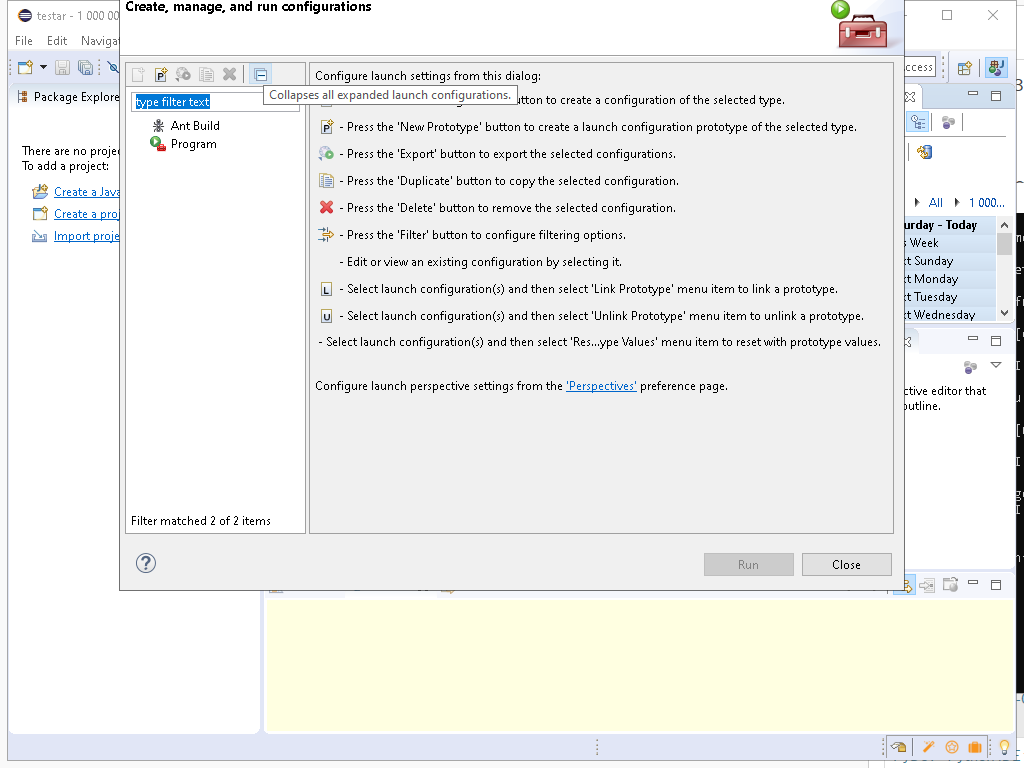 testar - 1 000 00
Create, manage, and run configurations
File Edit Naviga
Package Explore
There are no proje
To add a project:
Create a Java
Create a proj
Import proje
type filter text
Ant Build
Program
Filter matched 2 of 2 items
Configure launch settings from this dialog:
Collapses all expanded launch configurations.
utton to create a configuration of the selected type.
- Press the 'New Prototype' button to create a launch configuration prototype of the selected type.
- Press the 'Export' button to export the selected configurations.
- Press the 'Duplicate' button to copy the selected configuration.
- Press the 'Delete' button to remove the selected configuration.
- Press the 'Filter' button to configure filtering options.
- Edit or view an existing configuration by selecting it.
L - Select launch configuration(s) and then select 'Link Prototype' menu item to link a prototype.
U - Select launch configuration(s) and then select 'Unlink Prototype' menu item to unlink a prototype.
- Select launch configuration(s) and then select 'Res...ype Values' menu item to reset with prototype values.
Configure launch perspective settings from the 'Perspectives' preference page.
Run
Close
ccess
All
1 000...
urday - Today
s Week
xt Sunday
xt Monday
xt Tuesday
xt Wednesday
ctive editor that
outline.